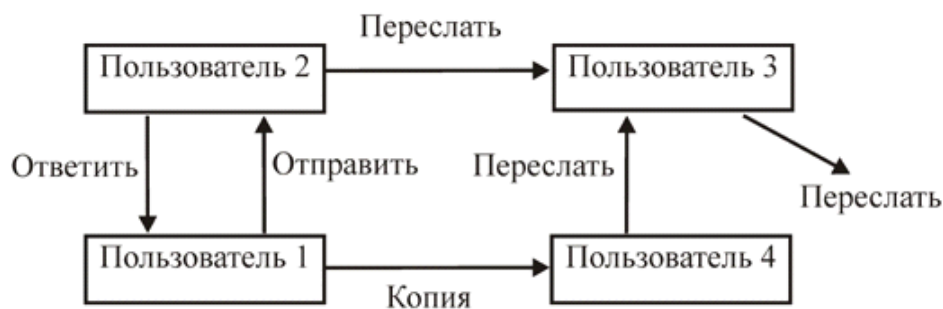 Переслать
Пользователь 2
Пользователь 3
Ответить
Отправить
Переслать
Переслать
Пользователь 1
Пользователь 4
Копия